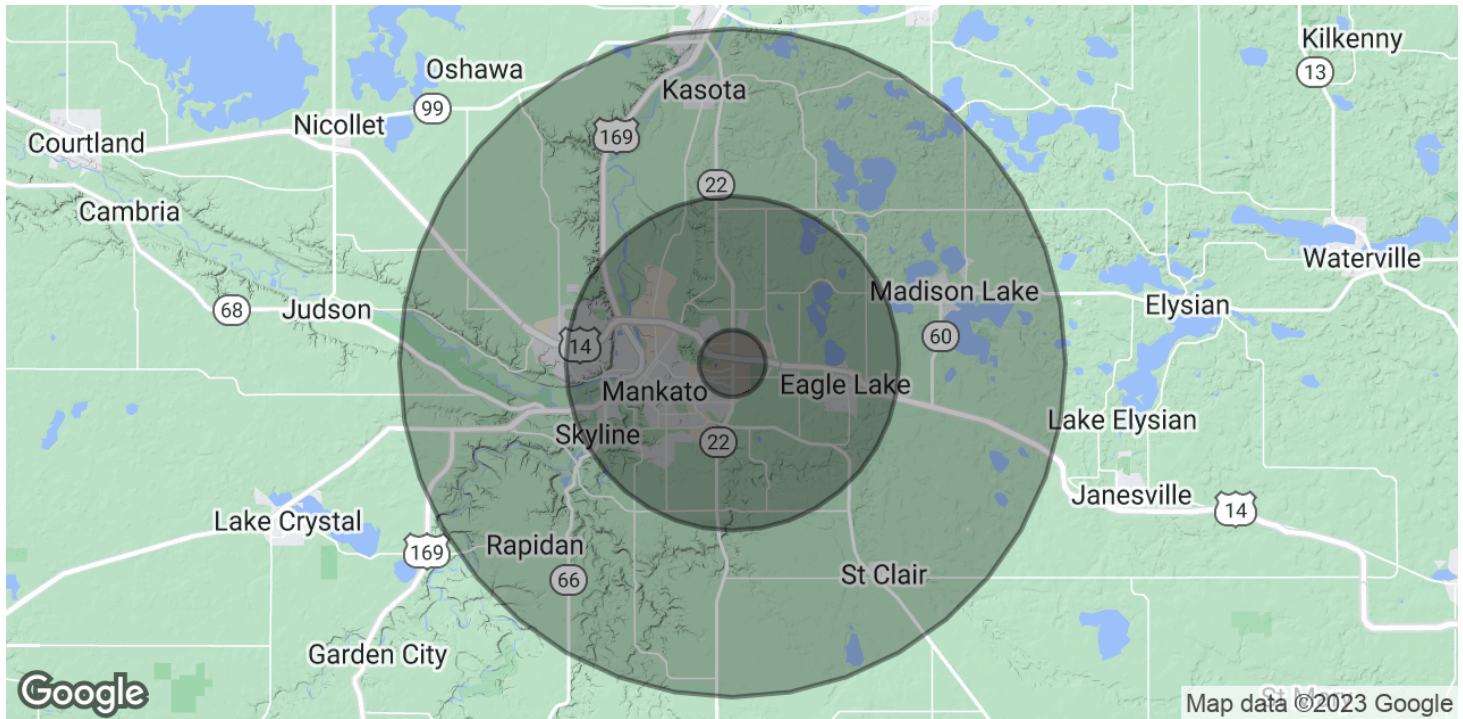 Kilkenny
13
Oshawa
Kasota
99
Nicollet
169
Courtland
22
Cambria
Waterville
Madison Lake
Elysian
68
Judson
60
14
Mankato
Eagle Lake
Lake Elysian
Skyline
22
Janesville
14
Lake Crystal
Rapidan
169
66
St Clair
Garden City
Google
St Mary
Map data ©2023 Google